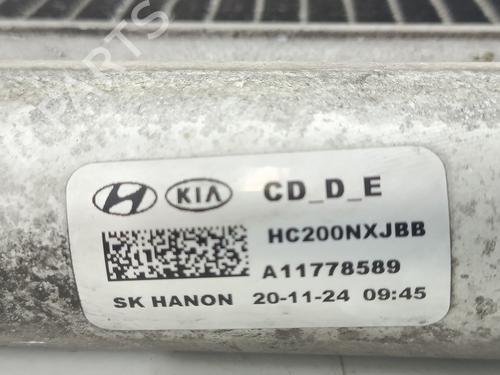 KIA CD_D_E
HC200NXJBB
A11778589
SK HANON 20-11-24 09:45